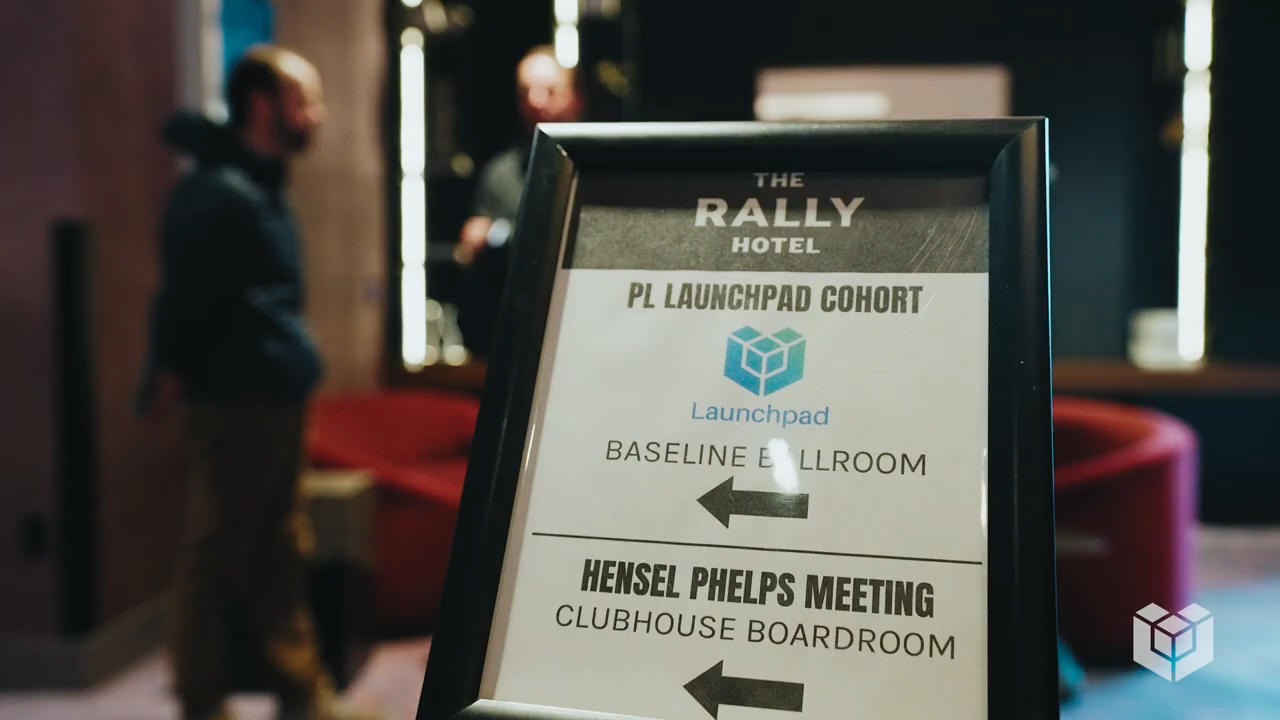 THE
RALLY
HOTEL
PL LAUNCHPAD COHORT
Launchpad
BASELINE BALLROOM
HENSEL PHELPS MEETING
CLUBHOUSE BOARDROOM